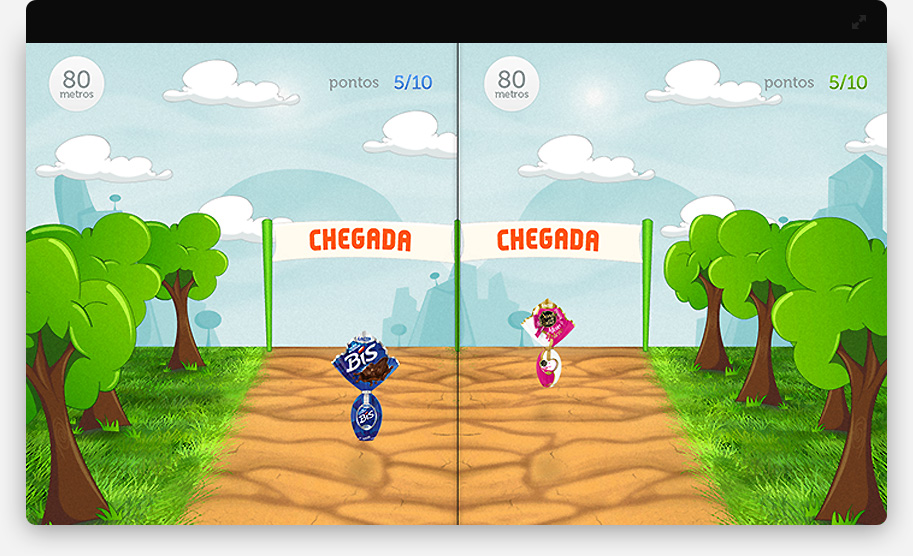 80
metros
pontos 5/10
80
metros
pontos 5/10
CHEGADA
CHEGADA
BIS
BIS